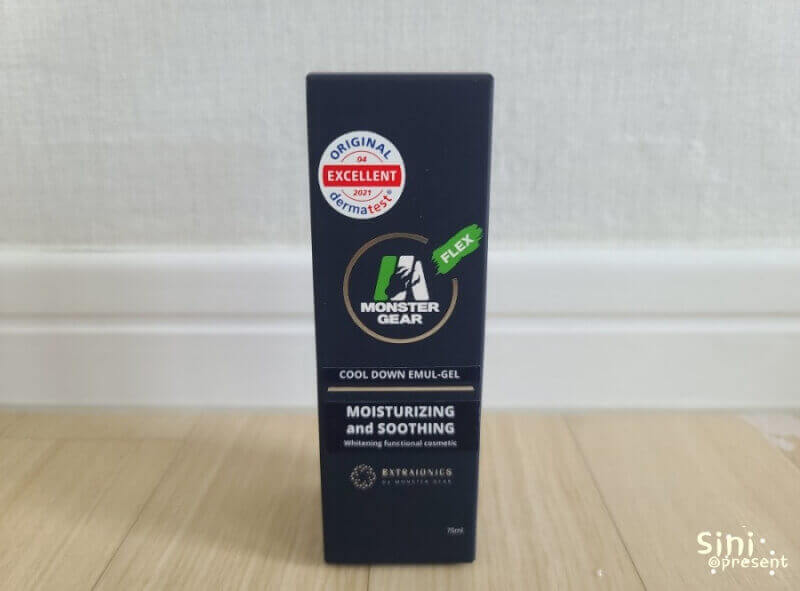 ORIGINAL
04
EXCELLENT
2021
dermatest®
FLEX
MONSTER
GEAR
COOL DOWN EMUL-GEL
MOISTURIZING
and SOOTHING
Whitening functional cosmetic
EXTRAIONICS
BY MONSTER GEAR
75ml
Sini
@present